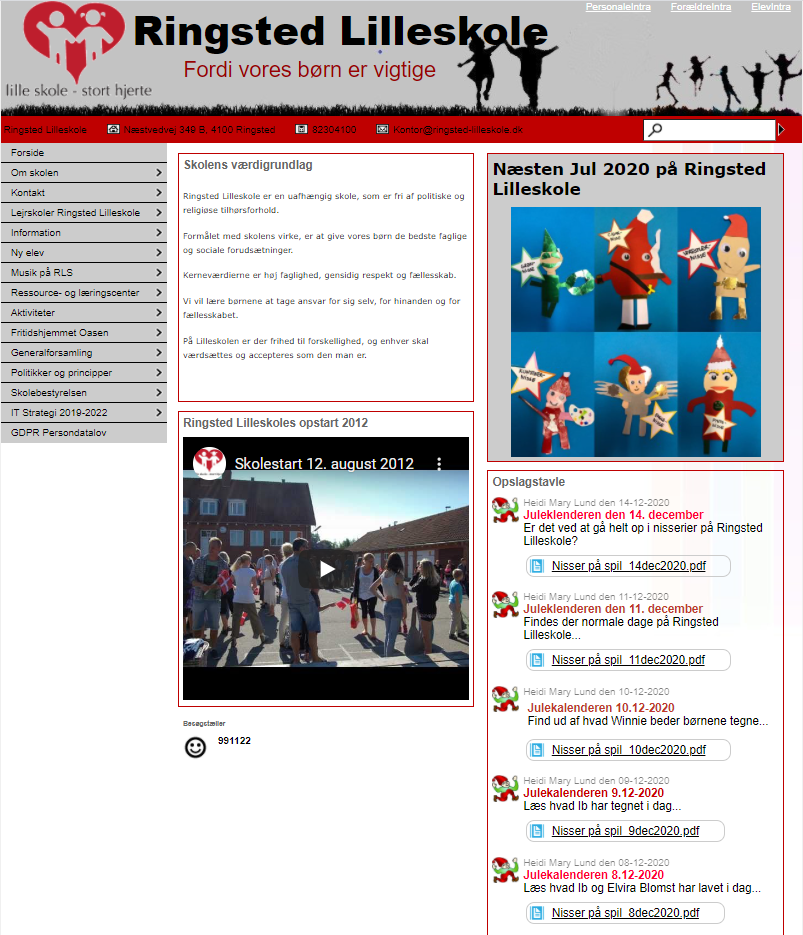 PersonaleIntra ForældreIntra ElevIntra
Ringsted Lilleskole
Fordi vores børn er vigtige
lille skole - stort hjerte
Ringsted Lilleskole Næstvedvej 349 B, 4100 Ringsted 82304100. Kontor@ringsted-lilleskole.dk
Forside
Om skolen
Kontakt
Lejrskoler Ringsted Lilleskole
Information
Ny elev
Musik på RLS
Ressource- og læringscenter
Aktiviteter
Fritidshjemmet Oasen
Generalforsamling
Politikker og principper
Skolebestyrelsen
IT Strategi 2019-2022
GDPR Persondatalov
Skolens værdigrundlag
Ringsted Lilleskole er en uafhængig skole, som er fri af politiske og
religiøse tilhørsforhold.
Formålet med skolens virke, er at give vores børn de bedste faglige
og sociale forudsætninger.
Kerneværdierne er høj faglighed, gensidig respekt og fællesskab.
Vi vil lære børnene at tage ansvar for sig selv, for hinanden og for
fællesskabet.
På Lilleskolen er der frihed til forskellighed, og enhver skal
værdsættes og accepteres som den man er.
Ringsted Lilleskoles opstart 2012
Skolestart 12. august 2012
Besøgstæller
991122
Næsten Jul 2020 på Ringsted
Lilleskole
Opslagstavle
Heidi Mary Lund den 14-12-2020
Juleklenderen den 14. december
Er det ved at gå helt op i nisserier på Ringsted
Lilleskole?
Nisser på spil_14dec2020.pdf
Heidi Mary Lund den 11-12-2020
Juleklenderen den 11. december
Findes der normale dage på Ringsted
Lilleskole...
Nisser på spil_11dec2020.pdf
Heidi Mary Lund den 10-12-2020
Julekalenderen 10.12-2020
Find ud af hvad Winnie beder børnene tegne...
Nisser på spil_10dec2020.pdf
Heidi Mary Lund den 09-12-2020
Julekalenderen 9.12-2020
Læs hvad Ib har tegnet i dag...
Nisser på spil_9dec2020.pdf
Heidi Mary Lund den 08-12-2020
Julekalenderen 8.12-2020
Læs hvad Ib og Elvira Blomst har lavet i dag...
Nisser på spil_8dec2020.pdf